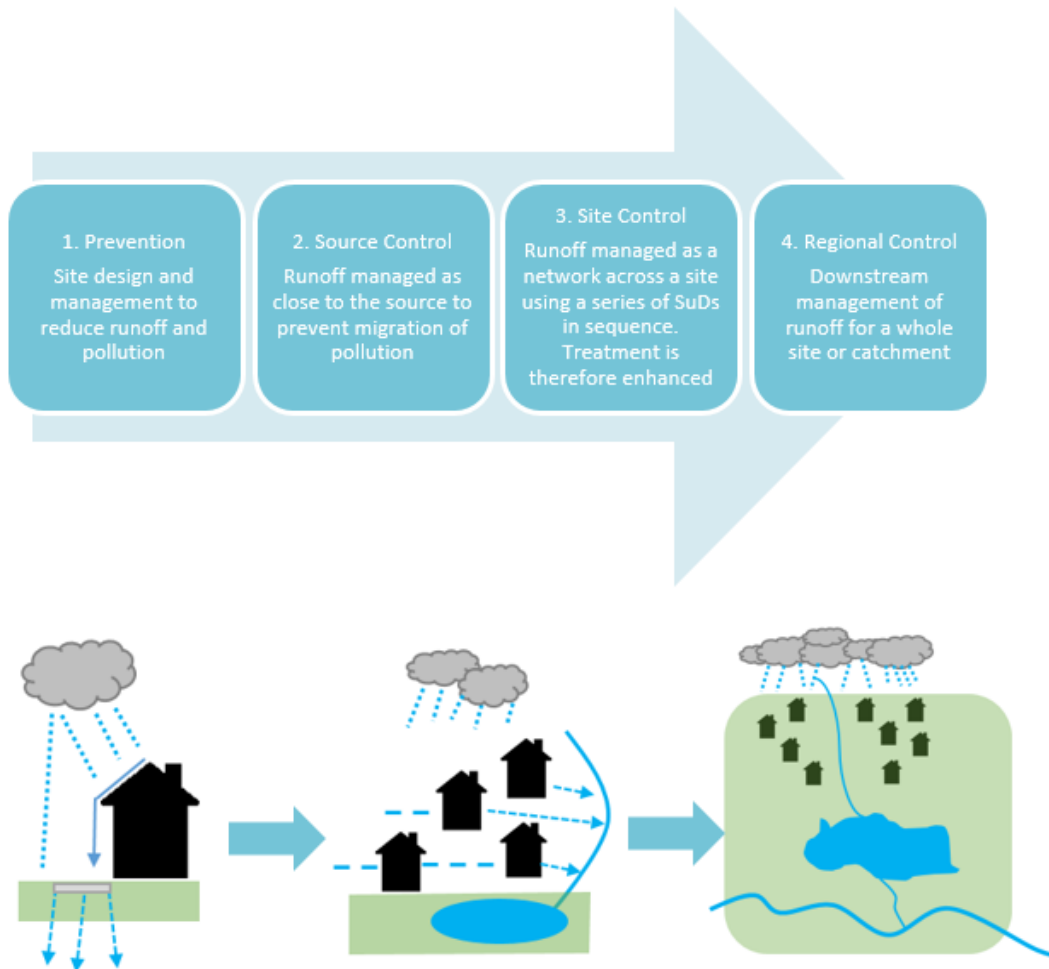 1. Prevention
Site design and
management to
reduce runoff and
pollution
2. Source Control
Runoff managed as
close to the source to
prevent migration of
pollution
3. Site Control
Runoff managed as a
network across a site
using a series of SuDs
in sequence.
Treatment is
therefore enhanced
4. Regional Control
Downstream
management of
runoff for a whole
site or catchment